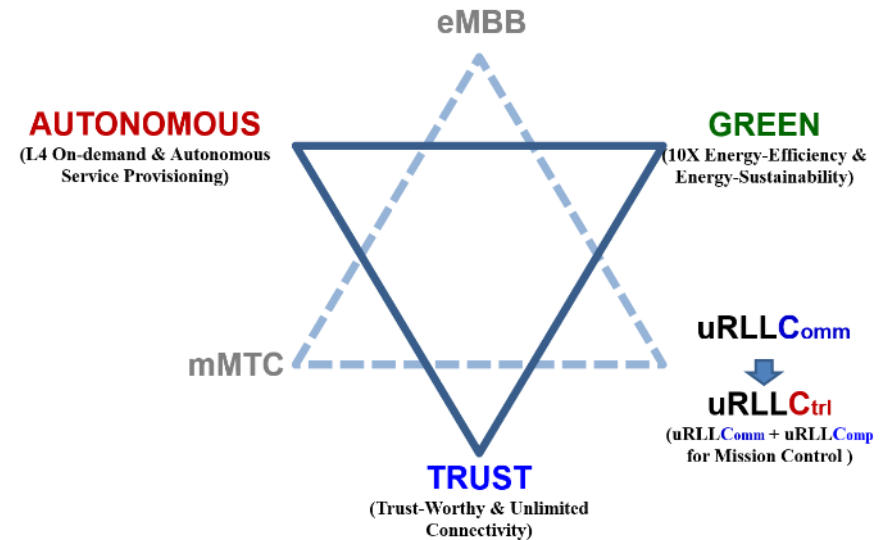 eMBB
AUTONOMOUS
(L4 On-demand & Autonomous
Service Provisioning)
GREEN
(10X Energy-Efficiency &
Energy-Sustainability)
mMTC
uRLLComm
uRLLCtrl
(uRLLComm + uRLLComp
for Mission Control )
TRUST
(Trust-Worthy & Unlimited
Connectivity)